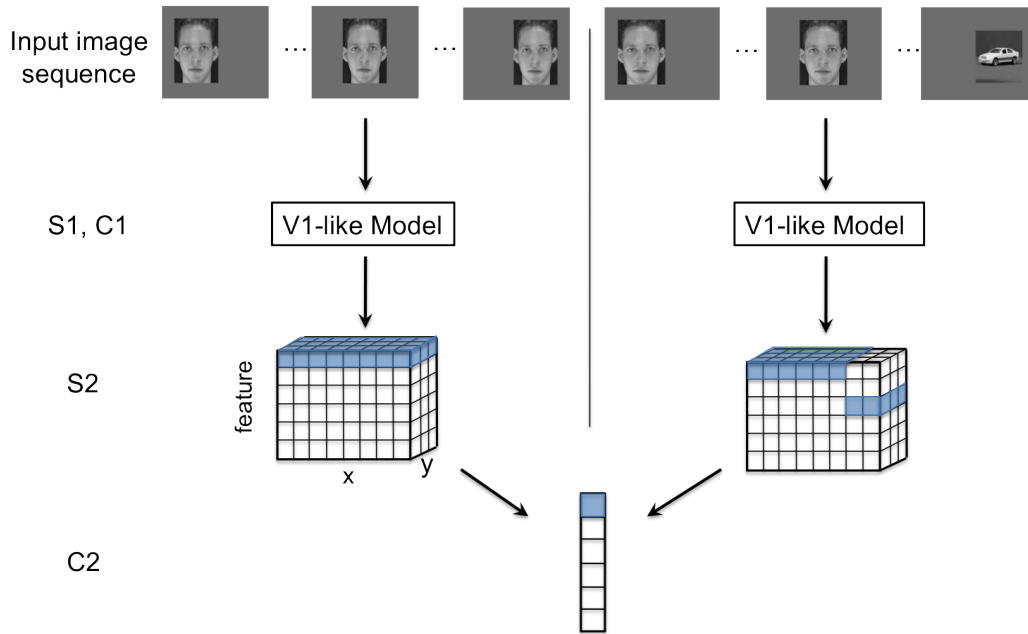 Input image
sequence
...
...
...
...
S1, C1
V1-like Model
V1-like Model
S2
feature
x
y
C2